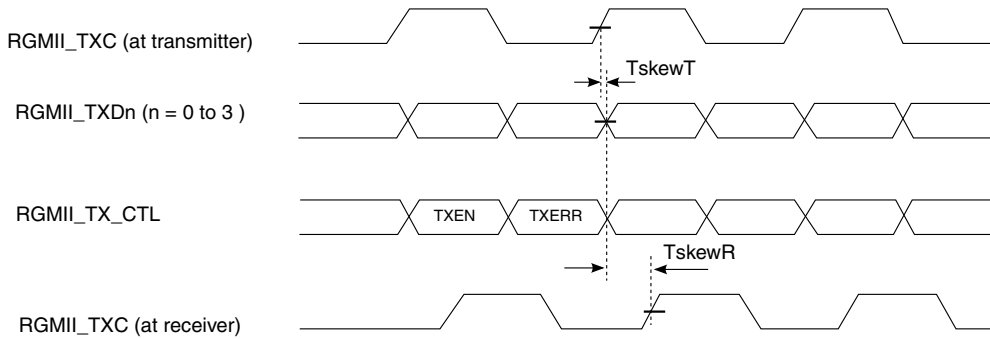 RGMII_TXC (at transmitter)
TskewT
RGMII_TXDn (n = 0 to 3 )
RGMII_TX_CTL
TXEN
TXERR
TskewR
RGMII_TXC (at receiver)